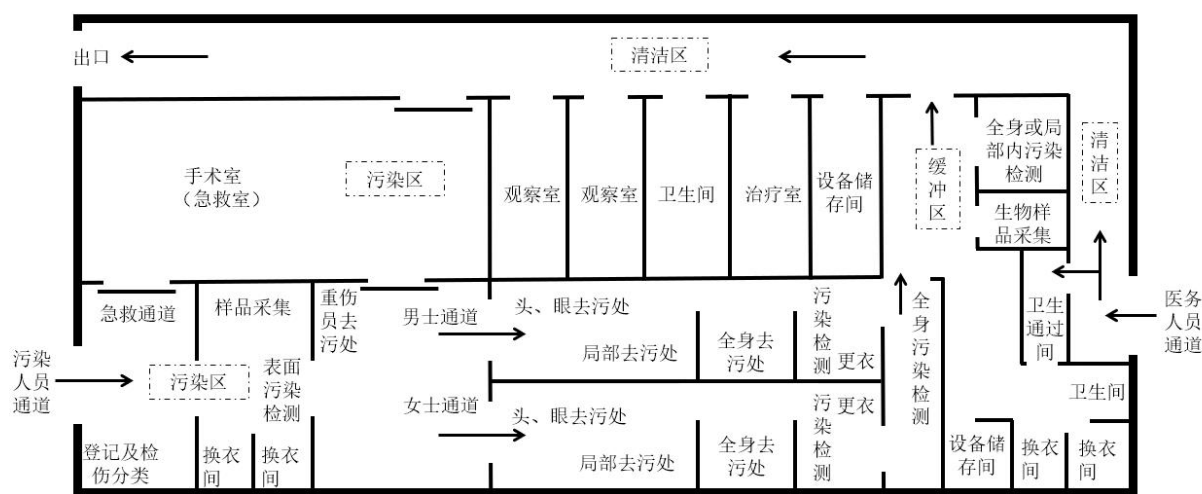 出口
清洁区
手术室
（急救室）
污染区
观察室
观察室
卫生间
治疗室
设备储
存间
缓
冲
区
全身或局
部内污染
检测
生物样
品采集
清
洁
区
急救通道
样品采集
重伤
员去
污处
男士通道
头、眼去污处
局部去污处
全身去
污处
污
染
检
测
更衣
全
身
污
染
检
测
卫生
通过
间
医务
人员
通道
污染
人员
通道
污染区
表面
污染
检测
女士通道
头、眼去污处
局部去污处
全身去
污处
污
染
检
测
更衣
卫生间
登记及检
伤分类
换衣
间
换衣
间
设备储
存间
换衣
间
换衣
间